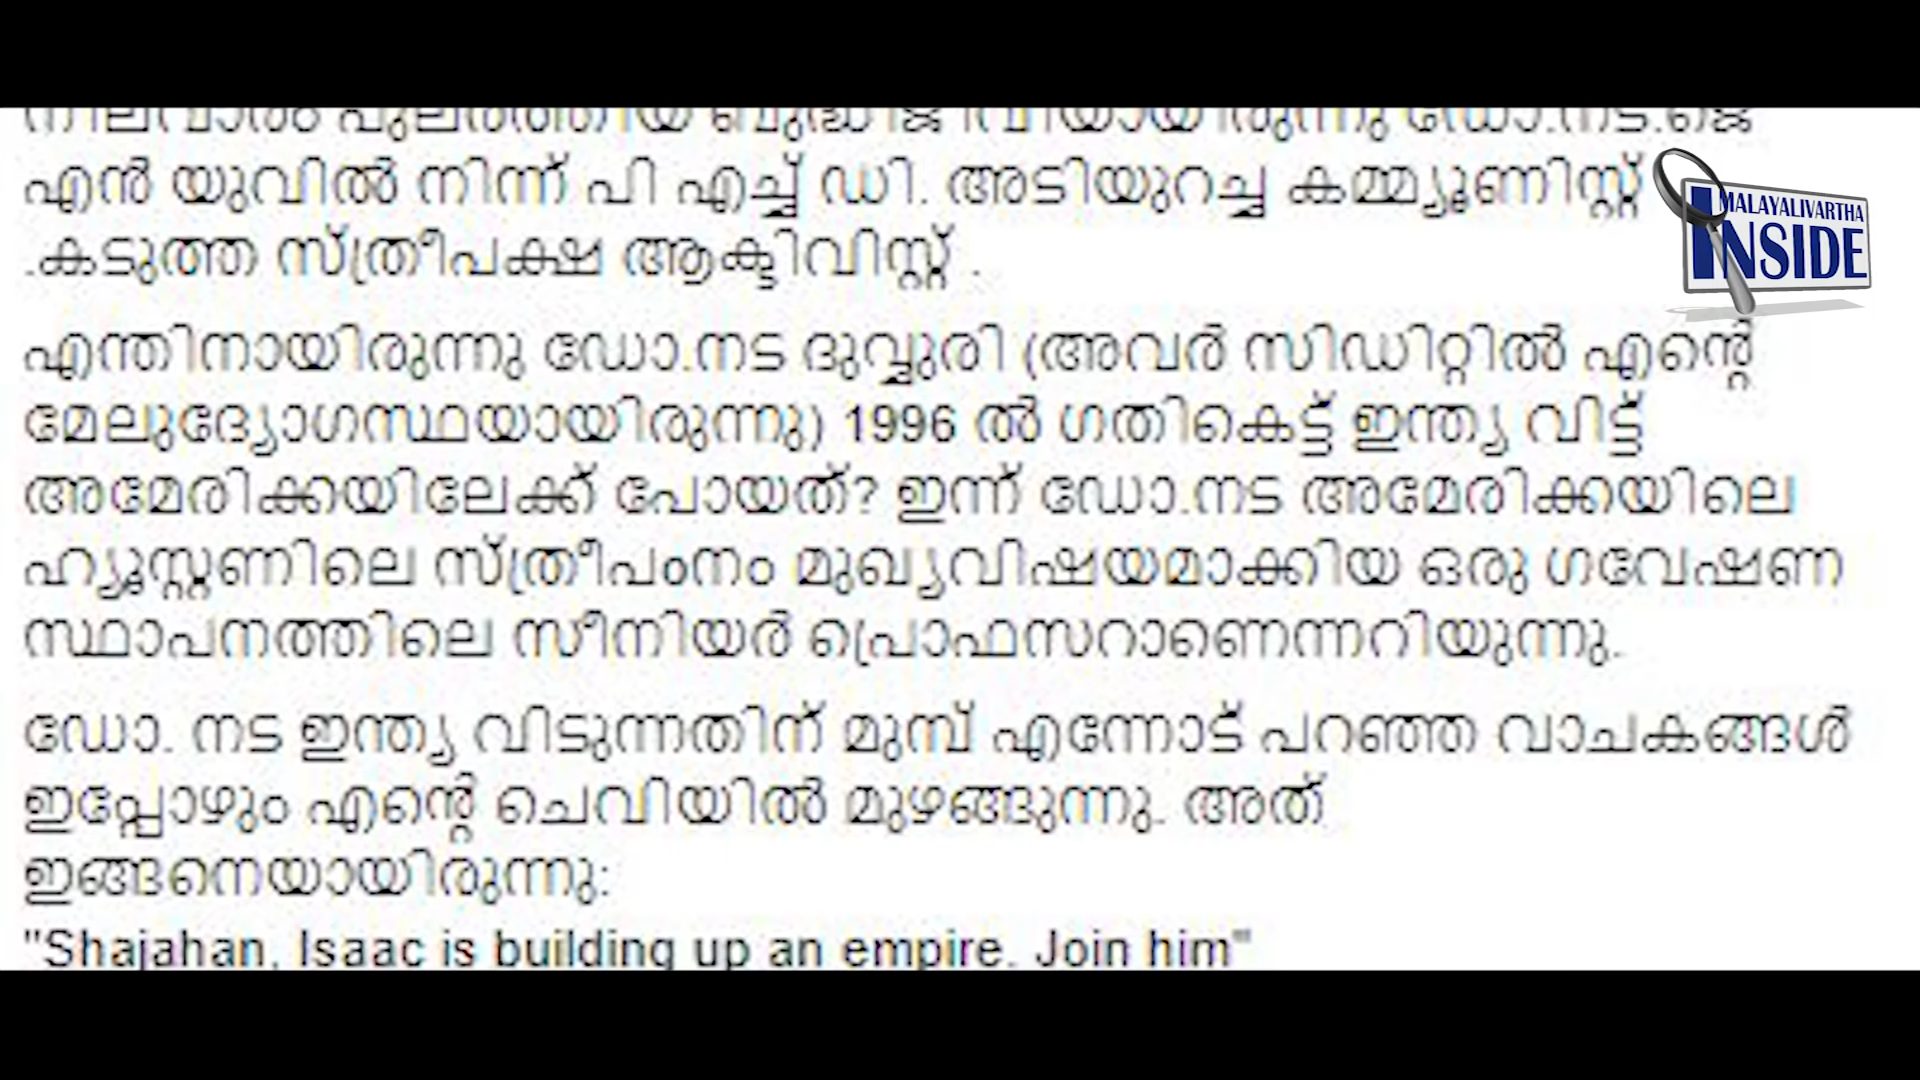 നിലവാരം പുലർത്തിയ ബുദ്ധിജീവിയായിരുന്നു ഡോ.നട.ജെ
എൻ യുവിൽ നിന്ന് പി എച്ച് ഡി. അടിയുറച്ച കമ്മ്യൂണിസ്റ്റ്
.കടുത്ത സ്ത്രീപക്ഷ ആക്ടിവിസ്റ്റ് .
MALAYALIVARTHA
INSIDE
എന്തിനായിരുന്നു ഡോ.നട ദുവ്വുരി (അവർ സിഡിറ്റിൽ എന്റെ
മേലുദ്യോഗസ്ഥയായിരുന്നു) 1996 ൽ ഗതികെട്ട് ഇന്ത്യ വിട്ട്
അമേരിക്കയിലേക്ക് പോയത്? ഇന്ന് ഡോ.നട അമേരിക്കയിലെ
ഹ്യൂസ്റ്റണിലെ സ്ത്രീപംനം മുഖ്യവിഷയമാക്കിയ ഒരു ഗവേഷണ
സ്ഥാപനത്തിലെ സീനിയർ പ്രൊഫസറാണെന്നറിയുന്നു.
ഡോ. നട ഇന്ത്യ വിടുന്നതിന് മുമ്പ് എന്നോട് പറഞ്ഞ വാചകങ്ങൾ
ഇപ്പോഴും എന്റെ ചെവിയിൽ മുഴങ്ങുന്നു. അത്
ഇങ്ങനെയായിരുന്നു:
"Shajahan, Isaac is building up an empire. Join him"